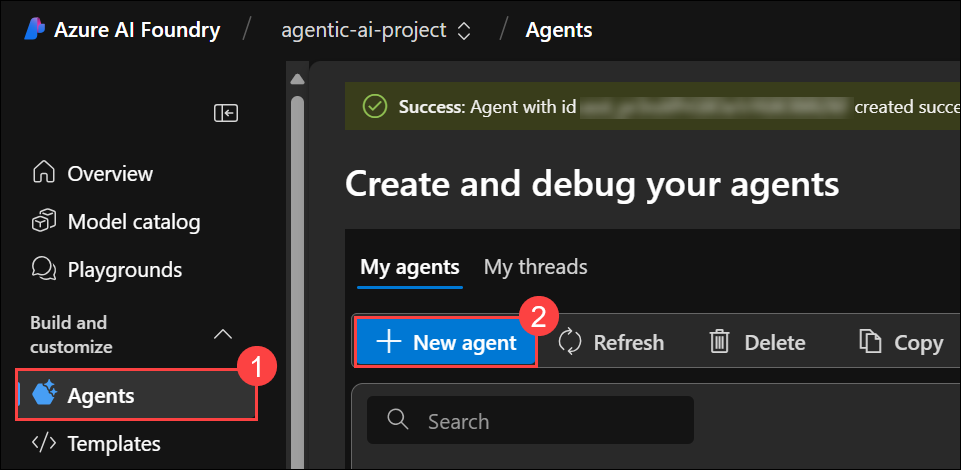 Azure AI Foundry / agentic-ai-project / Agents
Success: Agent with id created succe
Overview
Model catalog
Playgrounds
Build and
customize
1
Agents
</> Templates
Create and debug your agents
My agents My threads
2
+ New agent Refresh Delete Copy
Search